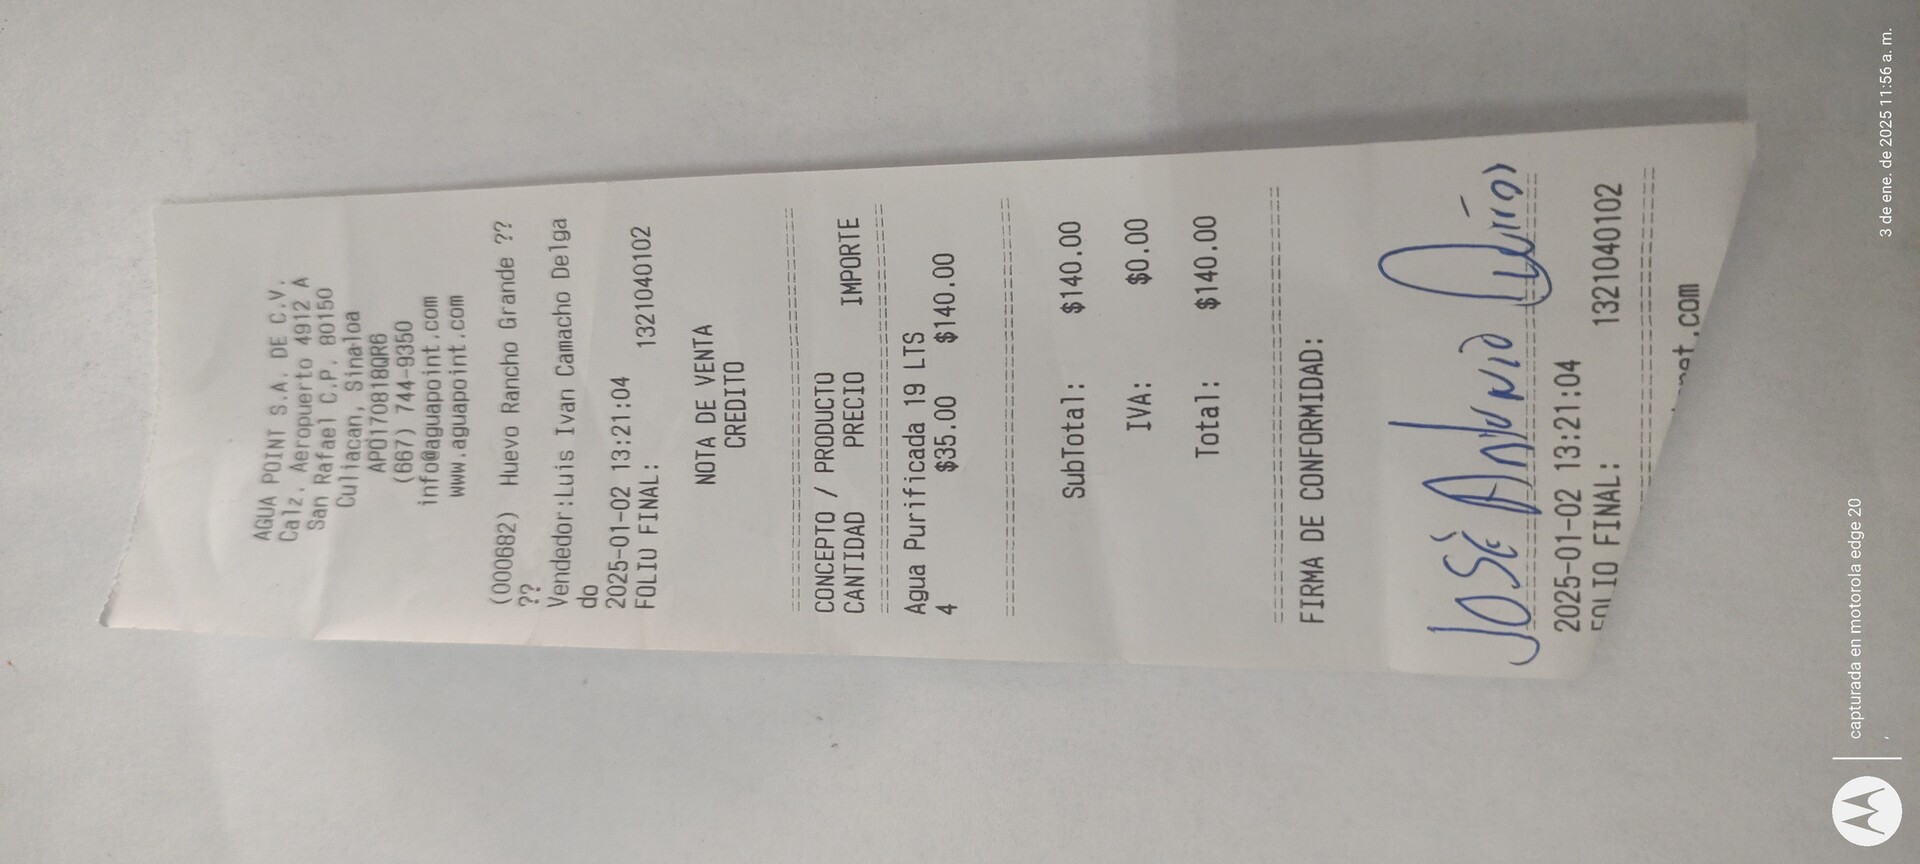 AGUA POINT S.A. DE C.V.
Calz. Aeropuerto 4912 A
San Rafael C.P. 80150
Culiacan, Sinaloa
APO170818QR6
(667) 744-9350
info@aguapoint.com
www.aguapoint.com
(000682) Huevo Rancho Grande ??
??
Vendedor:Luis Ivan Camacho Delga
do
2025-01-02 13:21:04
FOLIO FINAL: 1321040102
NOTA DE VENTA
CREDITO
================================
CONCEPTO / PRODUCTO
CANTIDAD PRECIO IMPORTE
================================
Agua Purificada 19 LTS
4 $35.00 $140.00
================================
SubTotal: $140.00
IVA: $0.00
Total: $140.00
================================
FIRMA DE CONFORMIDAD:
José Antonio
================================
2025-01-02 13:21:04
FOLIO FINAL: 1321040102
================================
net.com
capturada en motorola edge 20
3 de ene. de 2025 11:56 a. m.